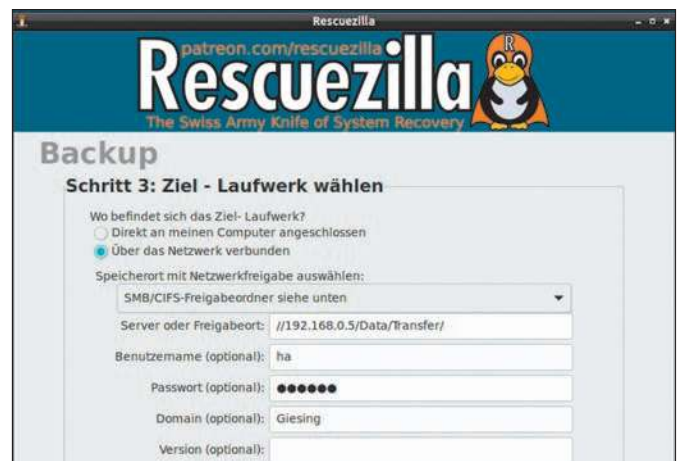 Rescuezilla
patreon.com/rescuezilla
R
Rescuezilla
The Swiss Army Knife of System Recovery
Backup
Schritt 3: Ziel - Laufwerk wählen
Wo befindet sich das Ziel- Laufwerk?
Direkt an meinen Computer angeschlossen
Über das Netzwerk verbunden
Speicherort mit Netzwerkfreigabe auswählen:
SMB/CIFS-Freigabeordner siehe unten
Server oder Freigabeort: //192.168.0.5/Data/Transfer/
Benutzername (optional): ha
Passwort (optional): ●●●●●●
Domain (optional): Giesing
Version (optional):